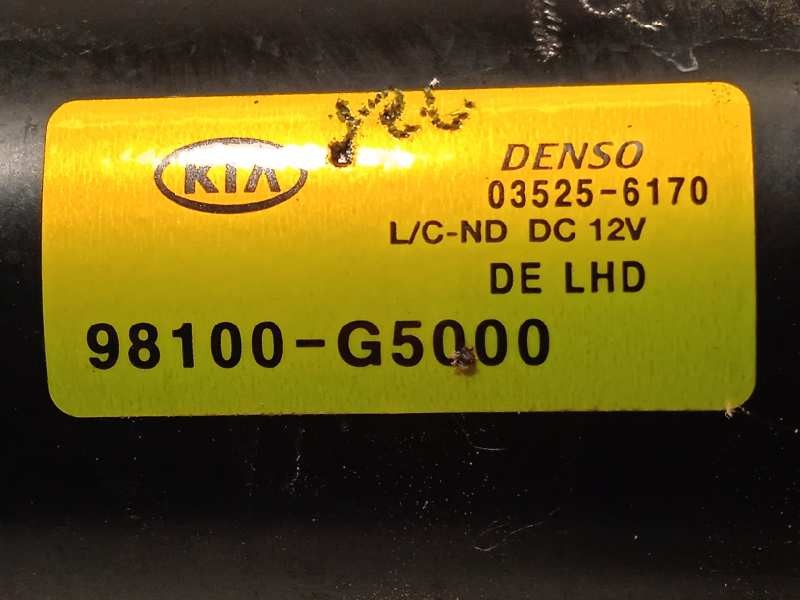 KIA
DENSO
03525-6170
L/C-ND DC 12V
DE LHD
98100-G5000